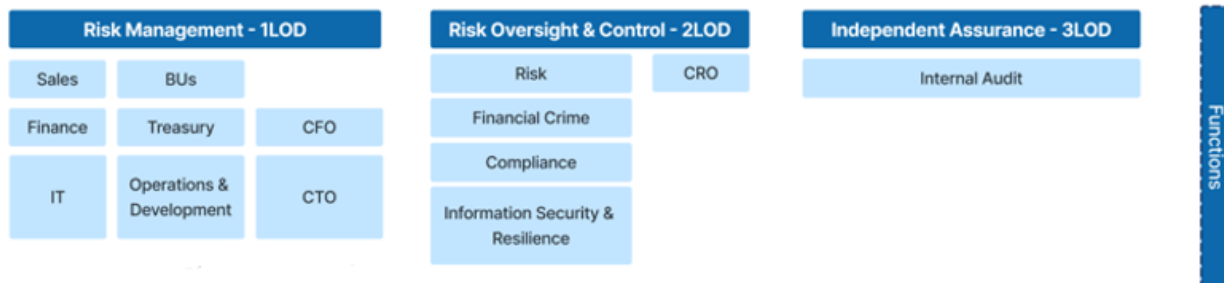 Risk Management - 1LOD
Risk Oversight & Control - 2LOD
Independent Assurance - 3LOD
Sales
BUs
Risk
CRO
Internal Audit
Finance
Treasury
CFO
Financial Crime
Compliance
IT
Operations &
Development
CTO
Information Security &
Resilience
Functions